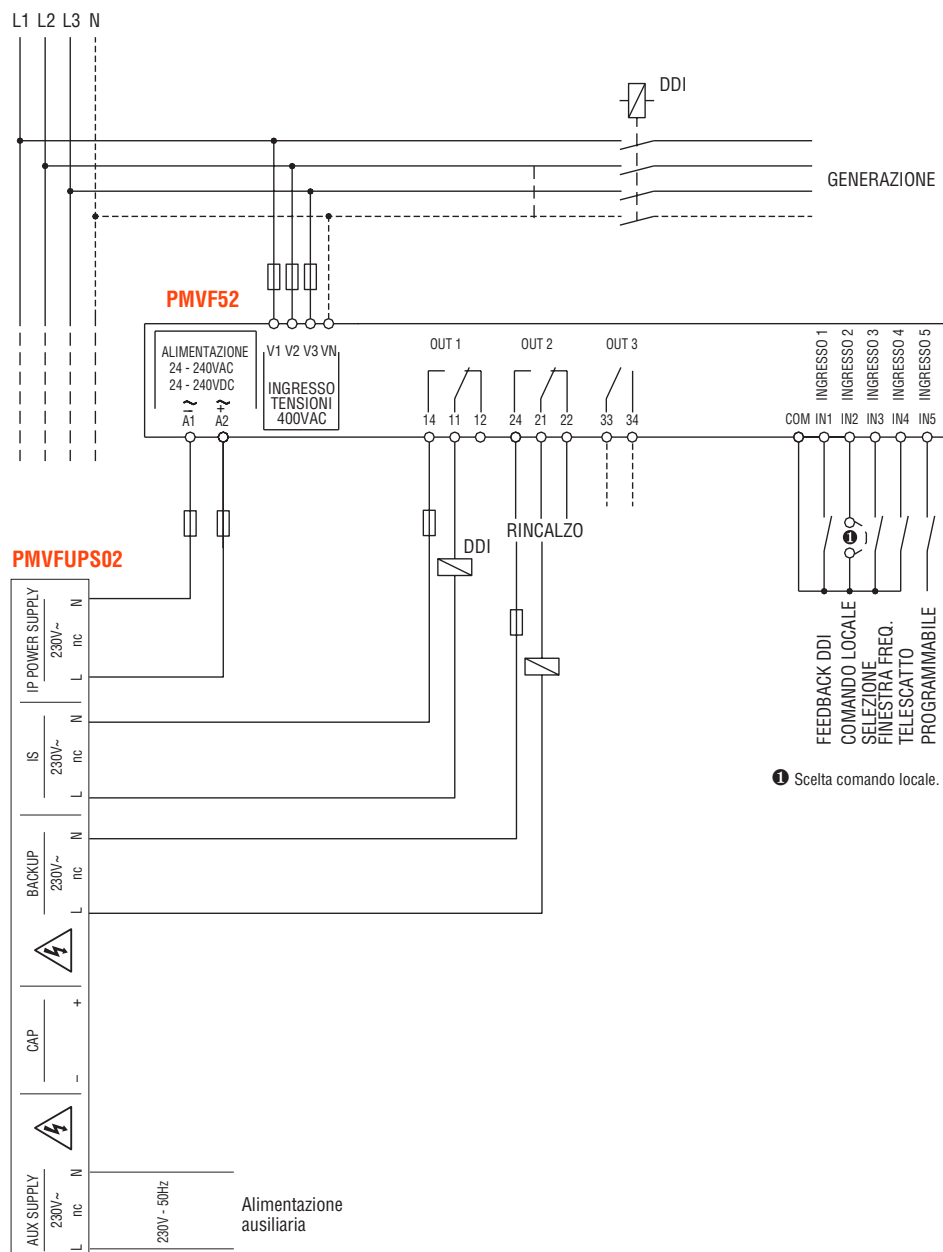 L1 L2 L3 N
DDI
GENERAZIONE
PMVF52
ALIMENTAZIONE
24 - 240VAC
24 - 240VDC
~ ~
− +
A1 A2
V1 V2 V3 VN
INGRESSO
TENSIONI
400VAC
OUT 1
14 11 12
OUT 2
24 21 22
OUT 3
33 34
INGRESSO 1
INGRESSO 2
INGRESSO 3
INGRESSO 4
INGRESSO 5
COM IN1 IN2 IN3 IN4 IN5
DDI
RINCALZO
1
FEEDBACK DDI
COMANDO LOCALE
SELEZIONE
FINESTRA FREQ.
TELESCATTO
PROGRAMMABILE
❶ Scelta comando locale.
PMVFUPS02
IP POWER SUPPLY
230V~
L nc N
IS
230V~
L nc N
BACKUP
230V~
L nc N
CAP
− +
AUX SUPPLY
230V~
L nc N
230V - 50Hz
Alimentazione
ausiliaria